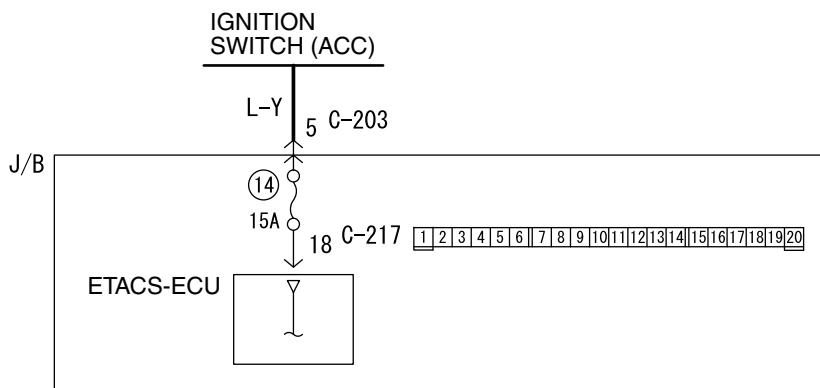 IGNITION
SWITCH (ACC)
L-Y
5 C-203
J/B
14
15A
18 C-217
1 2 3 4 5 6 7 8 9 10 11 12 13 14 15 16 17 18 19 20
ETACS-ECU